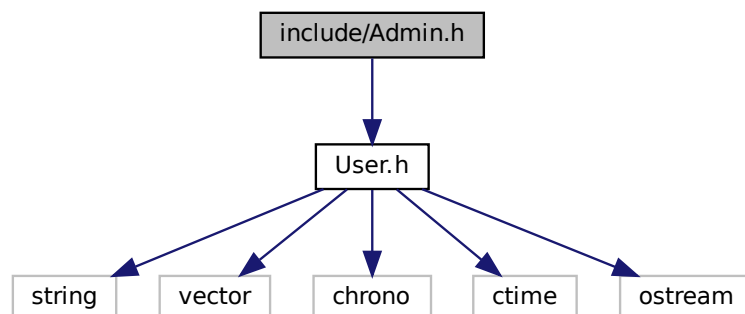 include/Admin.h
User.h
string
vector
chrono
ctime
ostream